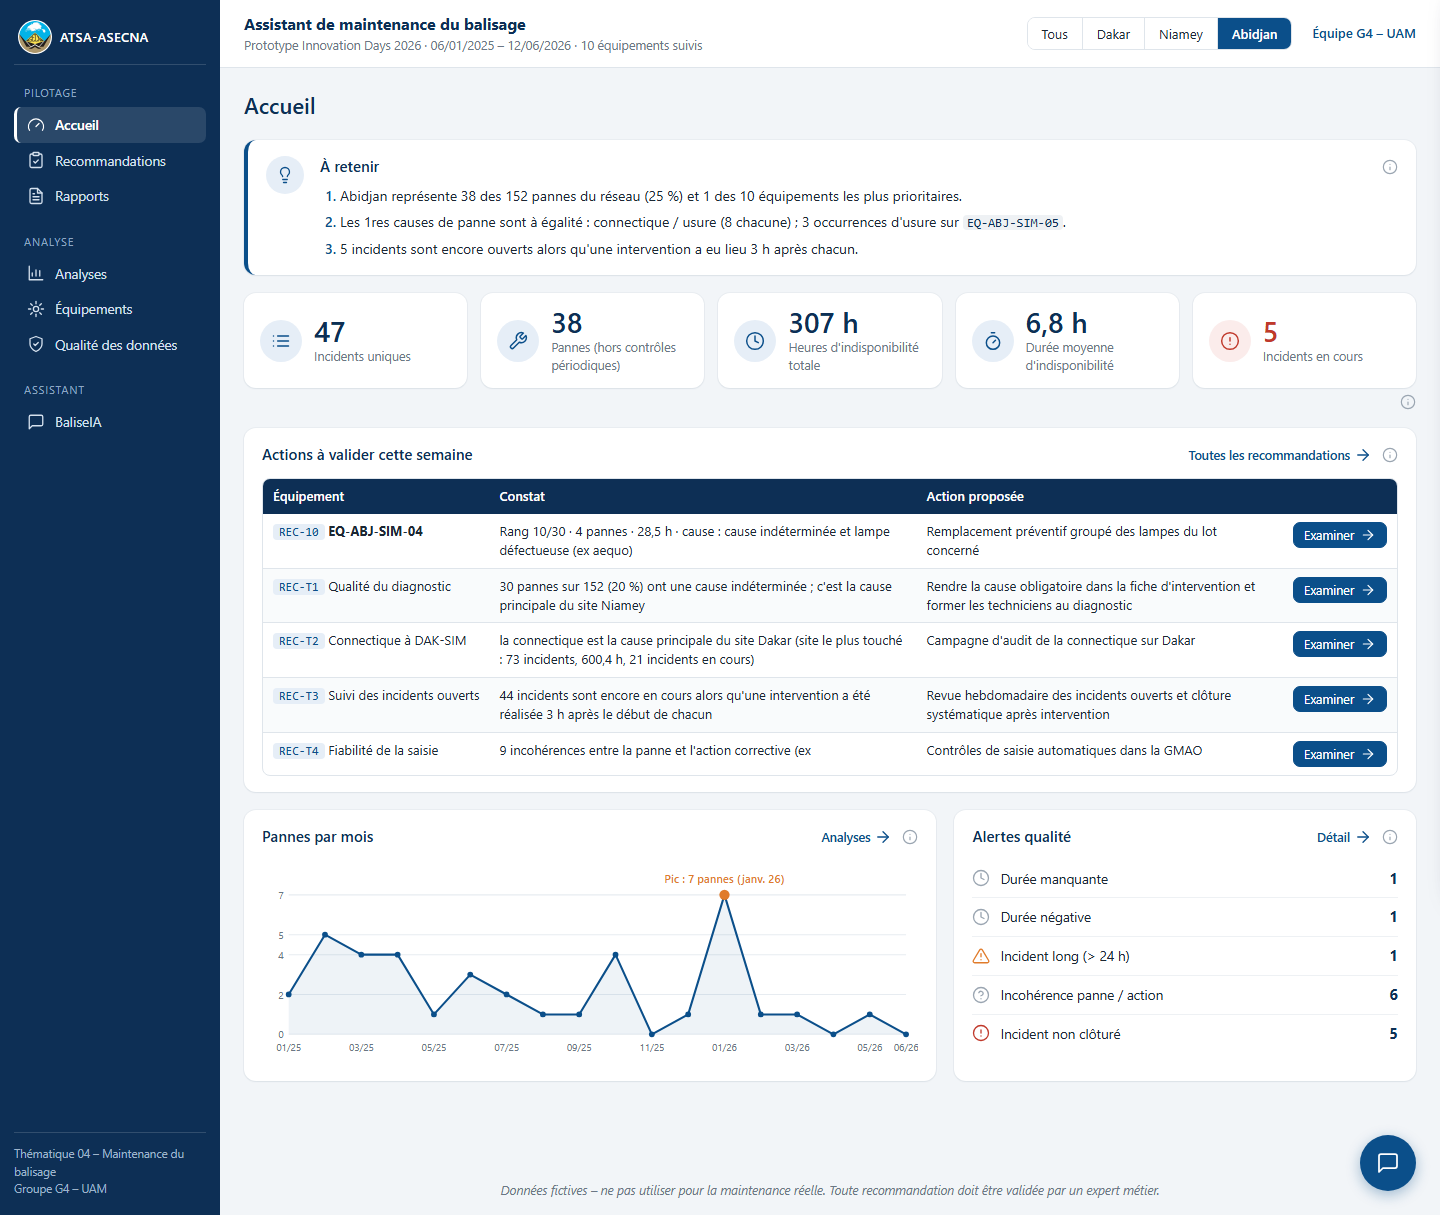 ATSA-ASECNA
PILOTAGE
Accueil
Recommandations
Rapports
ANALYSE
Analyses
Équipements
Qualité des données
ASSISTANT
BaliseIA
Thématique 04 – Maintenance du
balisage
Groupe G4 – UAM
Assistant de maintenance du balisage
Prototype Innovation Days 2026 · 06/01/2025 – 12/06/2026 · 10 équipements suivis
Tous Dakar Niamey Abidjan
Équipe G4 – UAM
Accueil
À retenir
1. Abidjan représente 38 des 152 pannes du réseau (25 %) et 1 des 10 équipements les plus prioritaires.
2. Les 1res causes de panne sont à égalité : connectique / usure (8 chacune) ; 3 occurrences d'usure sur EQ-ABJ-SIM-05.
3. 5 incidents sont encore ouverts alors qu'une intervention a eu lieu 3 h après chacun.
47
Incidents uniques
38
Pannes (hors contrôles
périodiques)
307 h
Heures d'indisponibilité
totale
6,8 h
Durée moyenne
d'indisponibilité
5
Incidents en cours
Actions à valider cette semaine
Toutes les recommandations
Équipement Constat Action proposée
REC-10 EQ-ABJ-SIM-04
Rang 10/30 · 4 pannes · 28,5 h · cause : cause indéterminée et lampe
défectueuse (ex aequo)
Remplacement préventif groupé des lampes du lot
concerné
Examiner
REC-T1 Qualité du diagnostic
30 pannes sur 152 (20 %) ont une cause indéterminée ; c'est la cause
principale du site Niamey
Rendre la cause obligatoire dans la fiche d'intervention et
former les techniciens au diagnostic
Examiner
REC-T2 Connectique à DAK-SIM
la connectique est la cause principale du site Dakar (site le plus touché
: 73 incidents, 600,4 h, 21 incidents en cours)
Campagne d'audit de la connectique sur Dakar
Examiner
REC-T3 Suivi des incidents ouverts
44 incidents sont encore en cours alors qu'une intervention a été
réalisée 3 h après le début de chacun
Revue hebdomadaire des incidents ouverts et clôture
systématique après intervention
Examiner
REC-T4 Fiabilité de la saisie
9 incohérences entre la panne et l'action corrective (ex
Contrôles de saisie automatiques dans la GMAO
Examiner
Pannes par mois
Analyses
Pic : 7 pannes (janv. 26)
7
5
4
2
0
01/25 03/25 05/25 07/25 09/25 11/25 01/26 03/26 05/26 06/26
Alertes qualité
Détail
Durée manquante 1
Durée négative 1
Incident long (> 24 h) 1
Incohérence panne / action 6
Incident non clôturé 5
Données fictives – ne pas utiliser pour la maintenance réelle. Toute recommandation doit être validée par un expert métier.